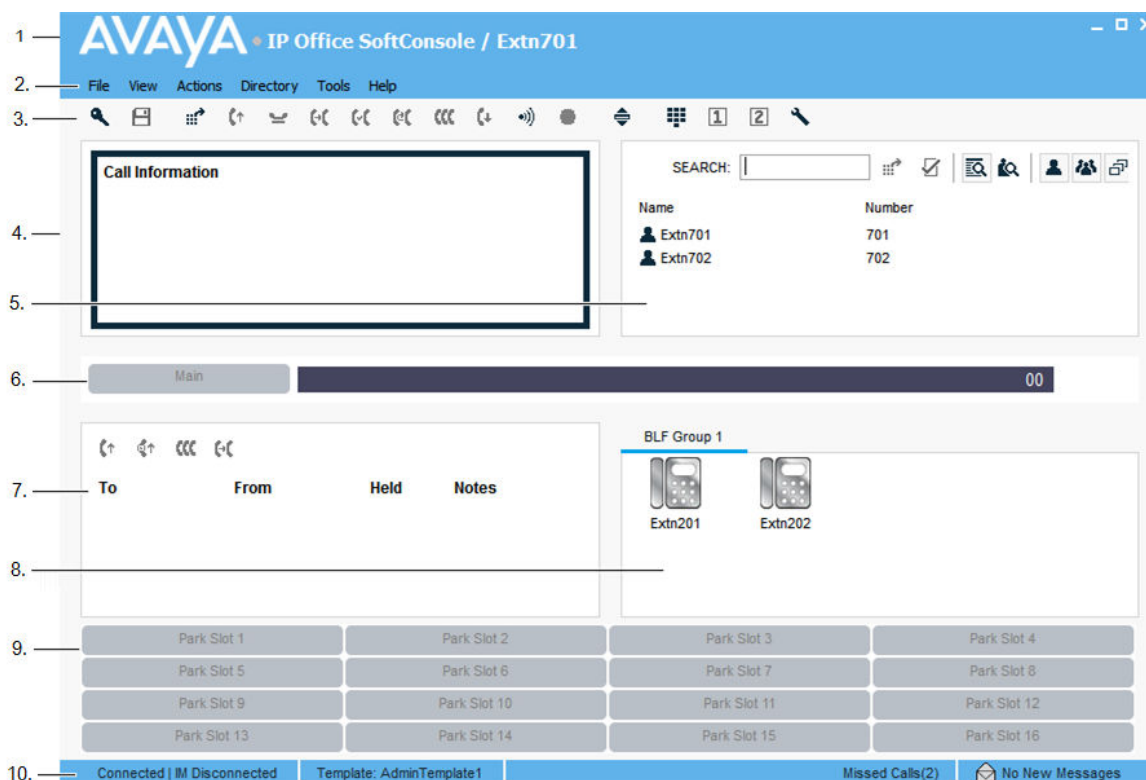 1
AVAYA • IP Office SoftConsole / Extn701
2.
File View Actions Directory Tools Help
3.
1 2
4.
Call Information
SEARCH:
Name Number
Extn701 701
Extn702 702
5.
6.
Main 00
7.
To From Held Notes
BLF Group 1
Extn201 Extn202
8.
9.
Park Slot 1 Park Slot 2 Park Slot 3 Park Slot 4
Park Slot 5 Park Slot 6 Park Slot 7 Park Slot 8
Park Slot 9 Park Slot 10 Park Slot 11 Park Slot 12
Park Slot 13 Park Slot 14 Park Slot 15 Park Slot 16
10.
Connected | IM Disconnected Template: AdminTemplate1 Missed Calls(2) No New Messages